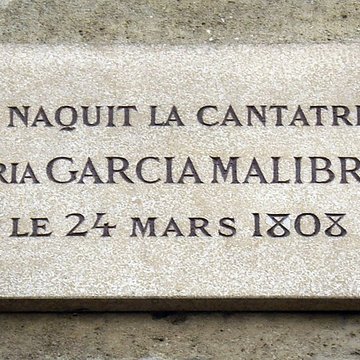 NAQUIT LA CANTATRI
RIA GARCIA MALIBR
LE 24 MARS 1808